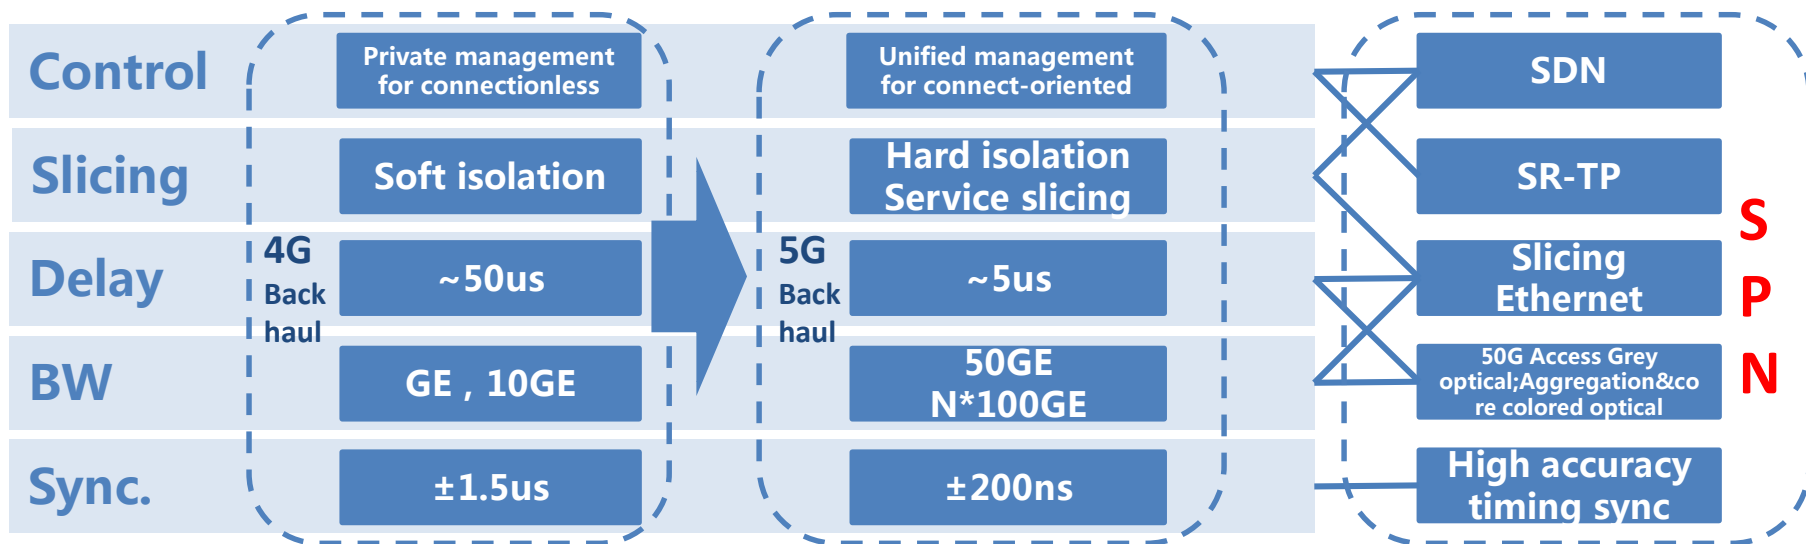 Control
Private management
for connectionless
Unified management
for connect-oriented
SDN
Slicing
Soft isolation
Hard isolation
Service slicing
SR-TP
Delay
4G
Back
haul
~50us
5G
Back
haul
~5us
Slicing
Ethernet
BW
GE , 10GE
50GE
N*100GE
50G Access Grey
optical;Aggregation&co
re colored optical
Sync.
±1.5us
±200ns
High accuracy
timing sync
S
P
N